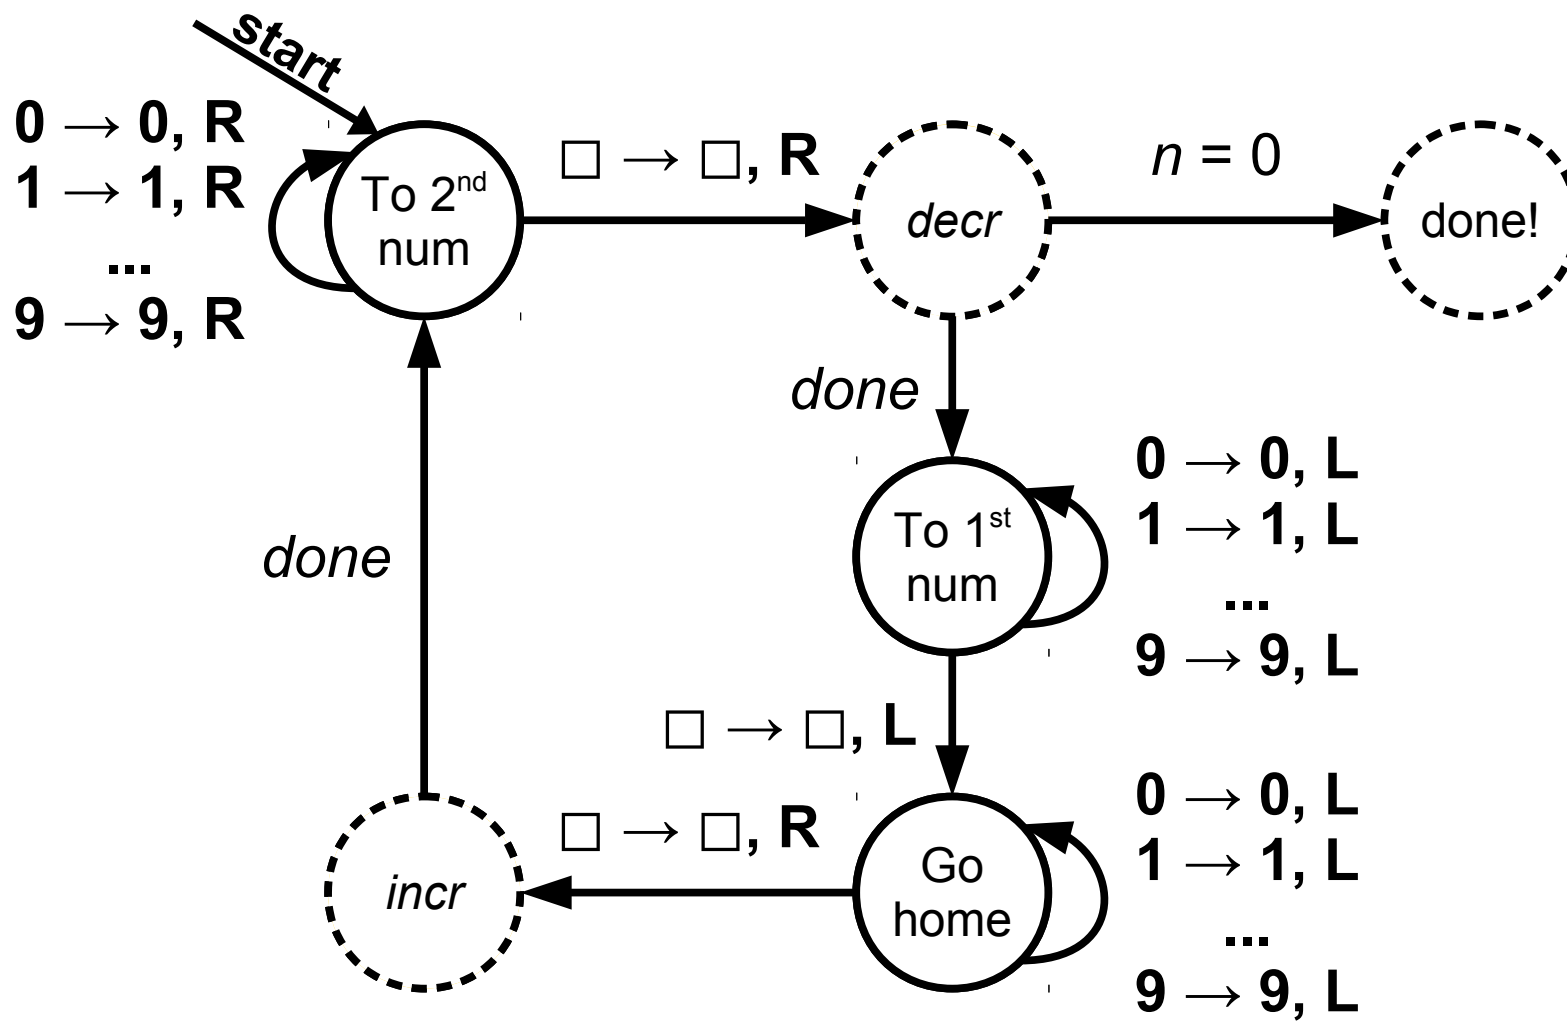 start
0 → 0, R
1 → 1, R
...
9 → 9, R
To 2nd
num
□ → □, R
decr
n = 0
done!
done
To 1st
num
0 → 0, L
1 → 1, L
...
9 → 9, L
done
□ → □, L
□ → □, R
incr
Go
home
0 → 0, L
1 → 1, L
...
9 → 9, L